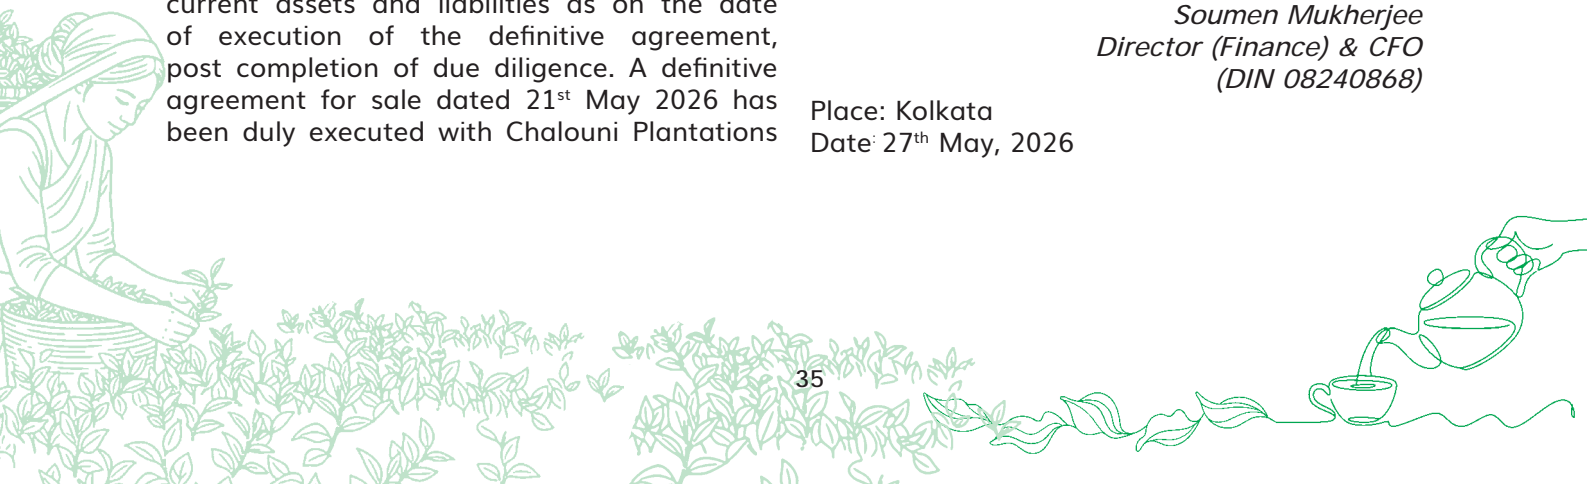 current assets and liabilities as on the date
of execution of the definitive agreement,
post completion of due diligence. A definitive
agreement for sale dated 21st May 2026 has
been duly executed with Chalouni Plantations
Soumen Mukherjee
Director (Finance) & CFO
(DIN 08240868)
Place: Kolkata
Date: 27th May, 2026
35